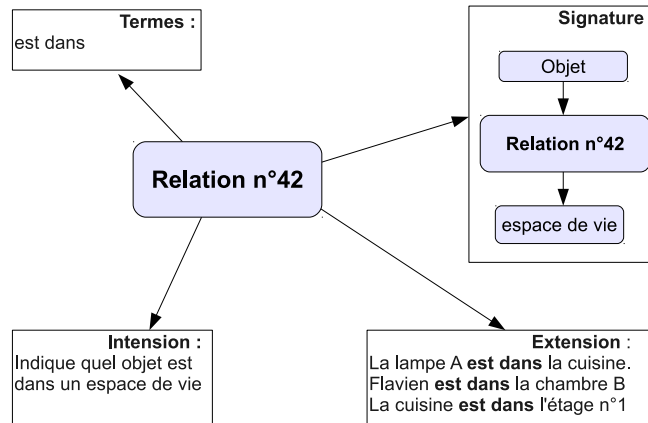 Termes :
est dans
Signature
Objet
Relation n°42
espace de vie
Relation n°42
Intension :
Indique quel objet est
dans un espace de vie
Extension :
La lampe A est dans la cuisine.
Flavien est dans la chambre B
La cuisine est dans l'étage n°1